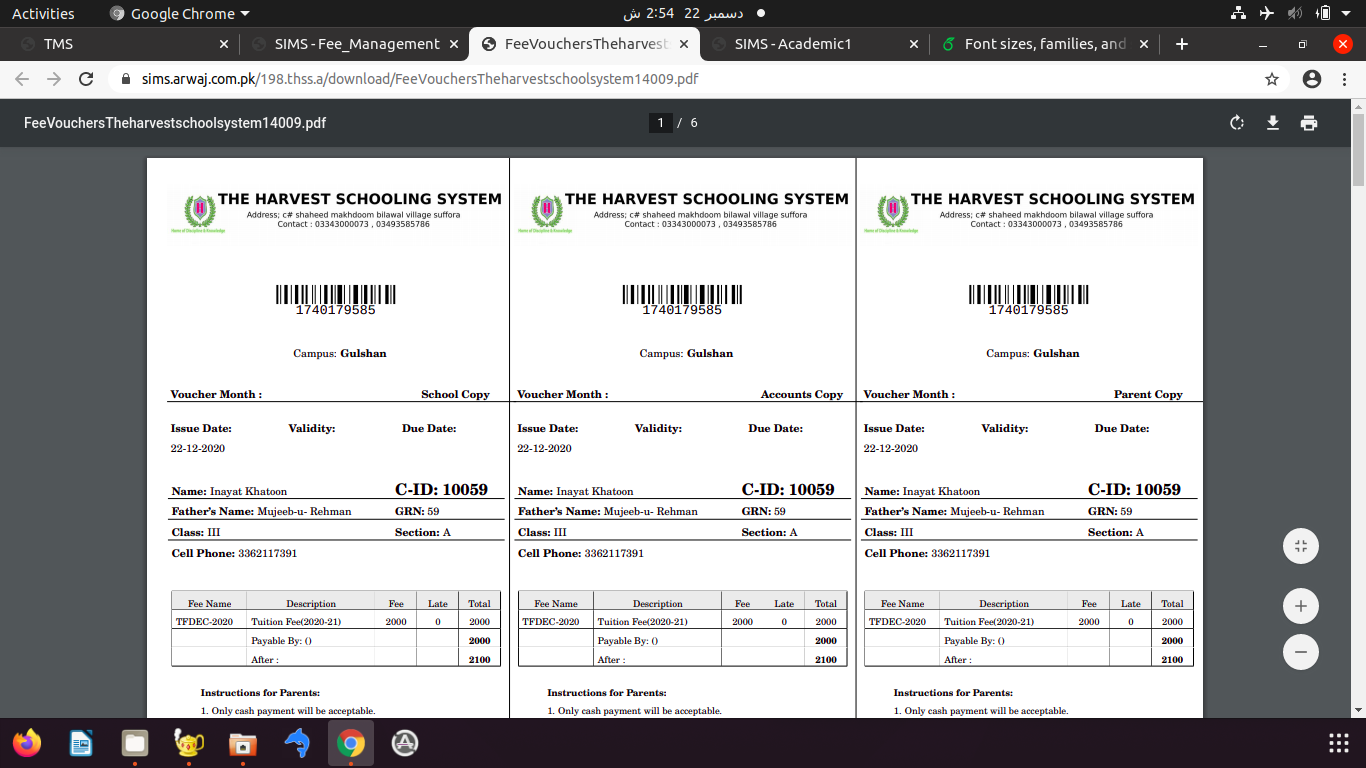 Activities
Google Chrome
22 دسمبر 2:54 ش
TMS
SIMS - Fee_Management
FeeVouchersTheharvest
SIMS - Academic1
Font sizes, families, and
sims.arwaj.com.pk/198.thss.a/download/FeeVouchersTheharvestschoolsystem14009.pdf
FeeVouchersTheharvestschoolsystem14009.pdf
1 / 6
THE HARVEST SCHOOLING SYSTEM
Address; c# shaheed makhdoom bilawal village suffora
Contact : 03343000073 , 03493585786
H
Home of Discipline & Knowledge
1740179585
Campus: Gulshan
Voucher Month : School Copy
Issue Date: Validity: Due Date:
22-12-2020
Name: Inayat Khatoon C-ID: 10059
Father's Name: Mujeeb-u- Rehman GRN: 59
Class: III Section: A
Cell Phone: 3362117391
Fee Name Description Fee Late Total
TFDEC-2020 Tuition Fee(2020-21) 2000 0 2000
Payable By: () 2000
After : 2100
Instructions for Parents:
1. Only cash payment will be acceptable.
THE HARVEST SCHOOLING SYSTEM
Address; c# shaheed makhdoom bilawal village suffora
Contact : 03343000073 , 03493585786
H
Home of Discipline & Knowledge
1740179585
Campus: Gulshan
Voucher Month : Accounts Copy
Issue Date: Validity: Due Date:
22-12-2020
Name: Inayat Khatoon C-ID: 10059
Father's Name: Mujeeb-u- Rehman GRN: 59
Class: III Section: A
Cell Phone: 3362117391
Fee Name Description Fee Late Total
TFDEC-2020 Tuition Fee(2020-21) 2000 0 2000
Payable By: () 2000
After : 2100
Instructions for Parents:
1. Only cash payment will be acceptable.
THE HARVEST SCHOOLING SYSTEM
Address; c# shaheed makhdoom bilawal village suffora
Contact : 03343000073 , 03493585786
H
Home of Discipline & Knowledge
1740179585
Campus: Gulshan
Voucher Month : Parent Copy
Issue Date: Validity: Due Date:
22-12-2020
Name: Inayat Khatoon C-ID: 10059
Father's Name: Mujeeb-u- Rehman GRN: 59
Class: III Section: A
Cell Phone: 3362117391
Fee Name Description Fee Late Total
TFDEC-2020 Tuition Fee(2020-21) 2000 0 2000
Payable By: () 2000
After : 2100
Instructions for Parents:
1. Only cash payment will be acceptable.